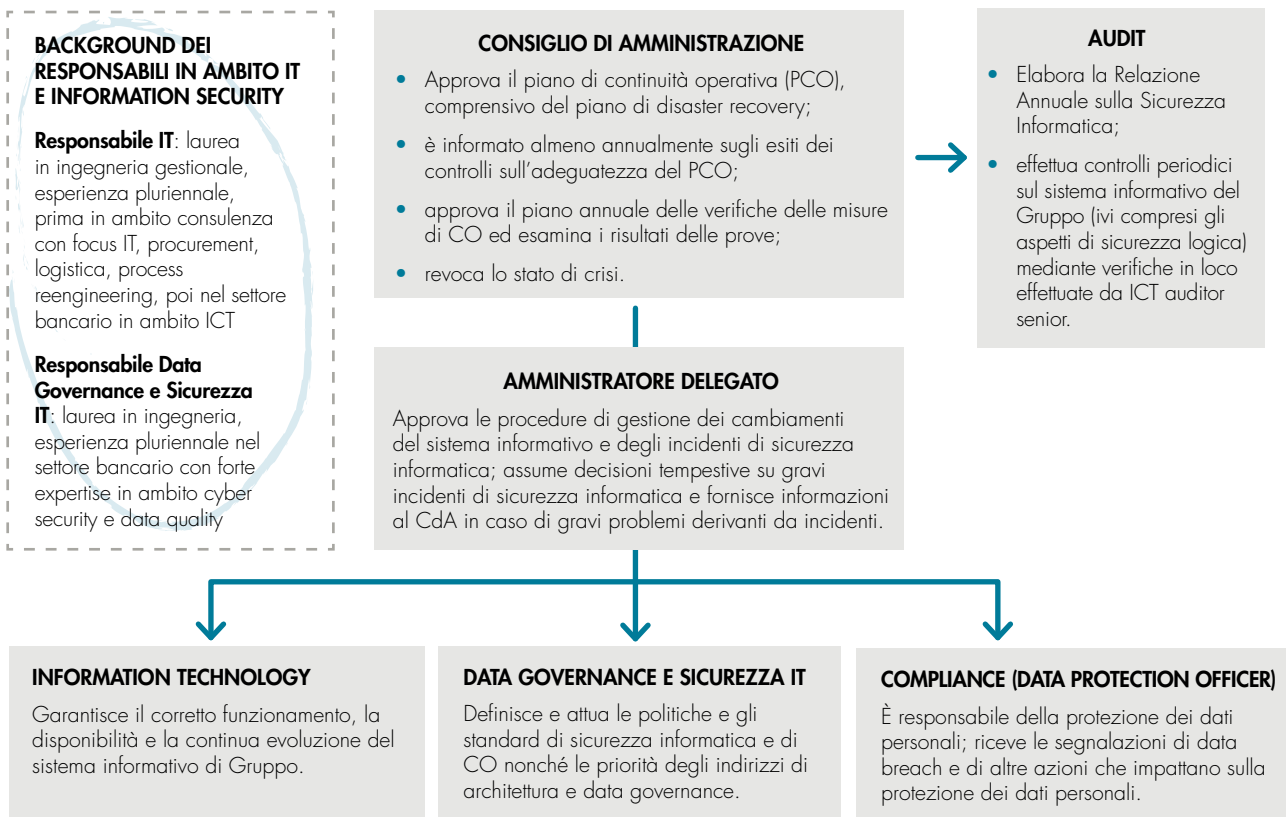 BACKGROUND DEI
RESPONSABILI IN AMBITO IT
E INFORMATION SECURITY
Responsabile IT: laurea
in ingegneria gestionale,
esperienza pluriennale,
prima in ambito consulenza
con focus IT, procurement,
logistica, process
reengineering, poi nel settore
bancario in ambito ICT
Responsabile Data
Governance e Sicurezza
IT: laurea in ingegneria,
esperienza pluriennale nel
settore bancario con forte
expertise in ambito cyber
security e data quality
CONSIGLIO DI AMMINISTRAZIONE
• Approva il piano di continuità operativa (PCO),
comprensivo del piano di disaster recovery;
• è informato almeno annualmente sugli esiti dei
controlli sull'adeguatezza del PCO;
• approva il piano annuale delle verifiche delle misure
di CO ed esamina i risultati delle prove;
• revoca lo stato di crisi.
AUDIT
• Elabora la Relazione
Annuale sulla Sicurezza
Informatica;
• effettua controlli periodici
sul sistema informativo del
Gruppo (ivi compresi gli
aspetti di sicurezza logica)
mediante verifiche in loco
effettuate da ICT auditor
senior.
AMMINISTRATORE DELEGATO
Approva le procedure di gestione dei cambiamenti
del sistema informativo e degli incidenti di sicurezza
informatica; assume decisioni tempestive su gravi
incidenti di sicurezza informatica e fornisce informazioni
al CdA in caso di gravi problemi derivanti da incidenti.
INFORMATION TECHNOLOGY
Garantisce il corretto funzionamento, la
disponibilità e la continua evoluzione del
sistema informativo di Gruppo.
DATA GOVERNANCE E SICUREZZA IT
Definisce e attua le politiche e gli
standard di sicurezza informatica e di
CO nonché le priorità degli indirizzi di
architettura e data governance.
COMPLIANCE (DATA PROTECTION OFFICER)
È responsabile della protezione dei dati
personali; riceve le segnalazioni di data
breach e di altre azioni che impattano sulla
protezione dei dati personali.